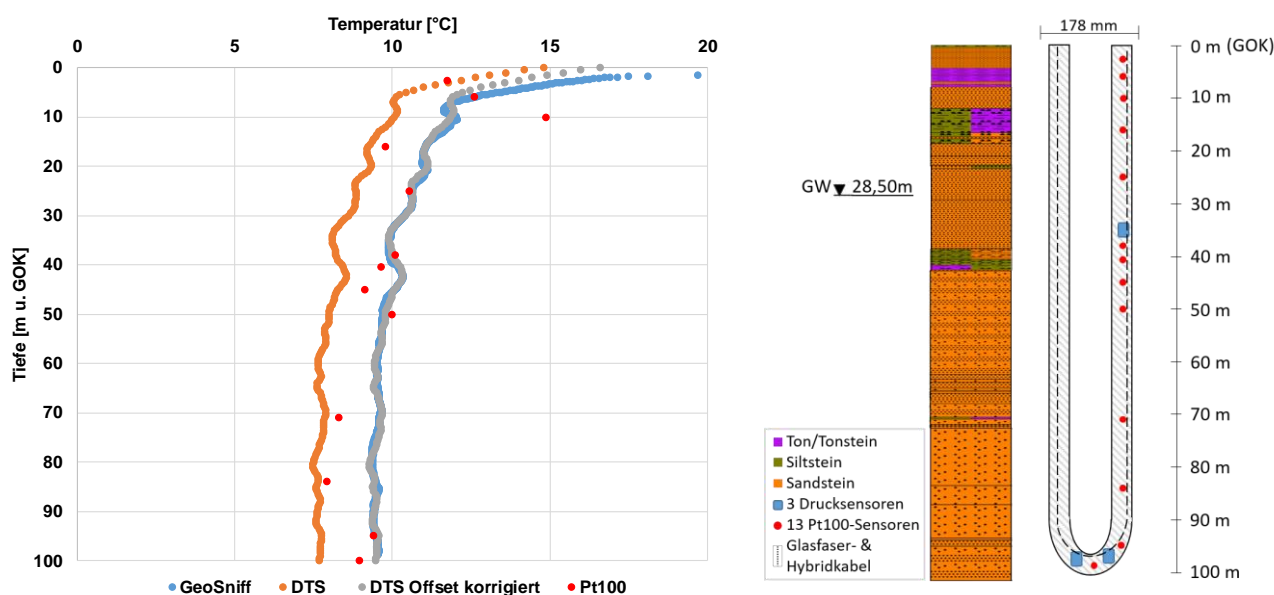 Temperatur [°C]
0 5 10 15 20
Tiefe [m u. GOK]
0
10
20
30
40
50
60
70
80
90
100
GeoSniff DTS DTS Offset korrigiert Pt100
178 mm
GW 28,50m
0 m (GOK)
10 m
20 m
30 m
40 m
50 m
60 m
70 m
80 m
90 m
100 m
Ton/Tonstein
Siltstein
Sandstein
3 Drucksensoren
13 Pt100-Sensoren
Glasfaser- &
Hybridkabel